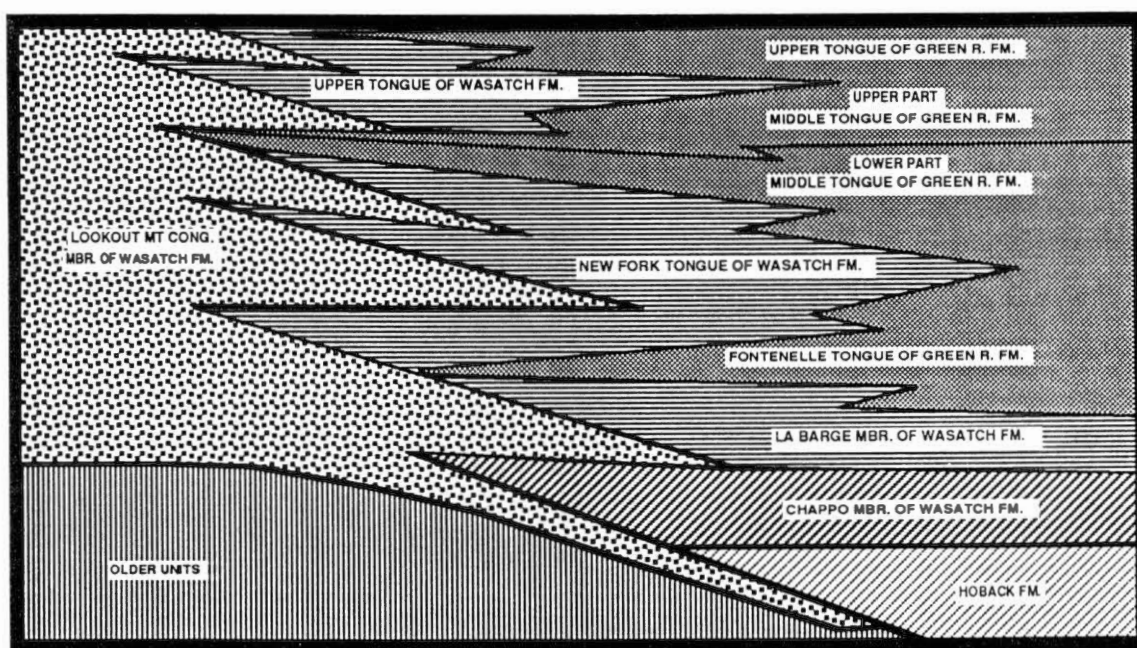 UPPER TONGUE OF GREEN R. FM.
UPPER TONGUE OF WASATCH FM.
UPPER PART
MIDDLE TONGUE OF GREEN R. FM.
LOWER PART
MIDDLE TONGUE OF GREEN R. FM.
LOOKOUT MT CONG.
MBR. OF WASATCH FM.
NEW FORK TONGUE OF WASATCH FM.
FONTENELLE TONGUE OF GREEN R. FM.
LA BARGE MBR. OF WASATCH FM.
CHAPPO MBR. OF WASATCH FM.
OLDER UNITS
HOBACK FM.